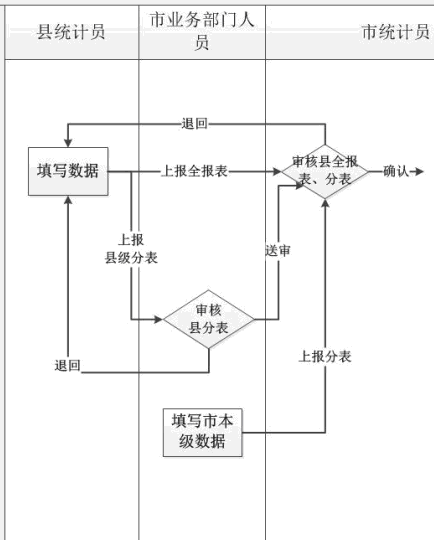 县统计员
市业务部门人
员
市统计员
退回
填写数据
上报全报表
审核县全报
表、分表
确认
上报
县级分表
送审
审核
县分表
退回
上报分表
填写市本
级数据